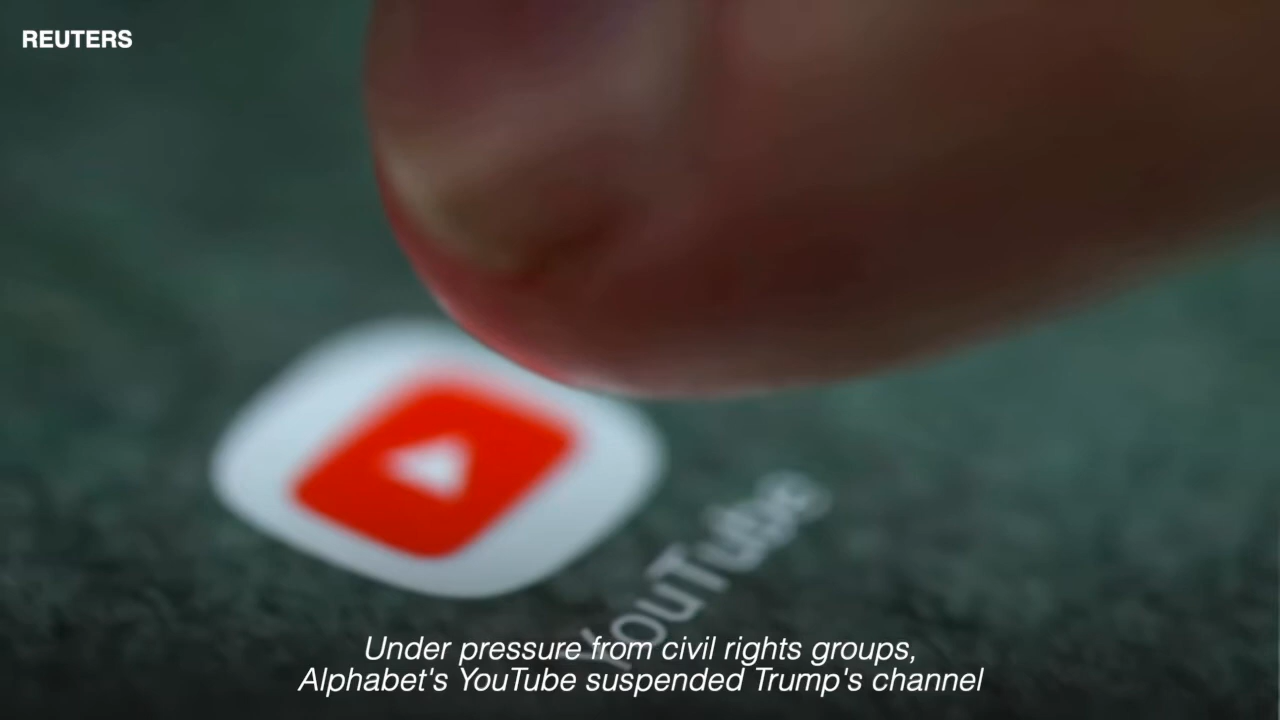 REUTERS
YouTube
Under pressure from civil rights groups,
Alphabet's YouTube suspended Trump's channel